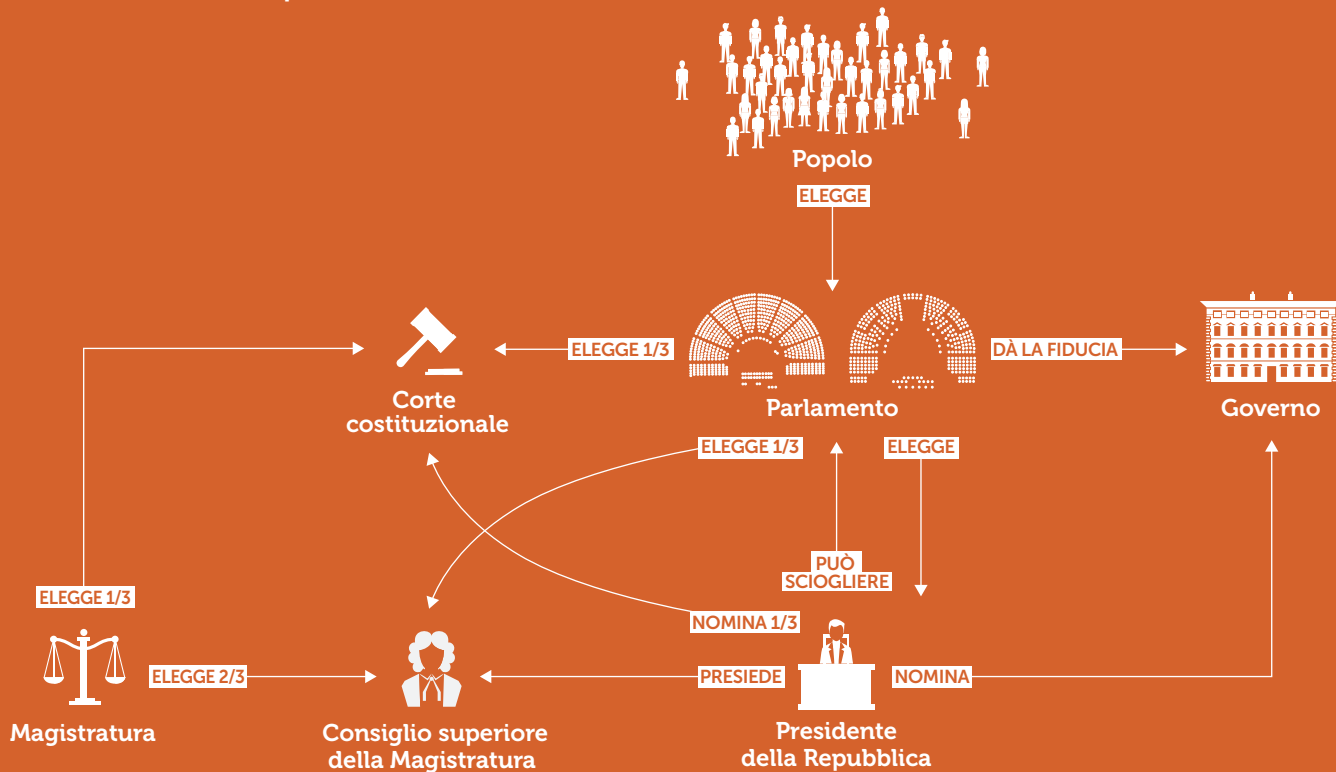 Popolo
ELEGGE
ELEGGE 1/3
DÀ LA FIDUCIA
Corte
costituzionale
Parlamento
Governo
ELEGGE 1/3
ELEGGE
PUÒ
SCIOGLIERE
ELEGGE 1/3
NOMINA 1/3
ELEGGE 2/3
PRESIEDE
NOMINA
Magistratura
Consiglio superiore
della Magistratura
Presidente
della Repubblica